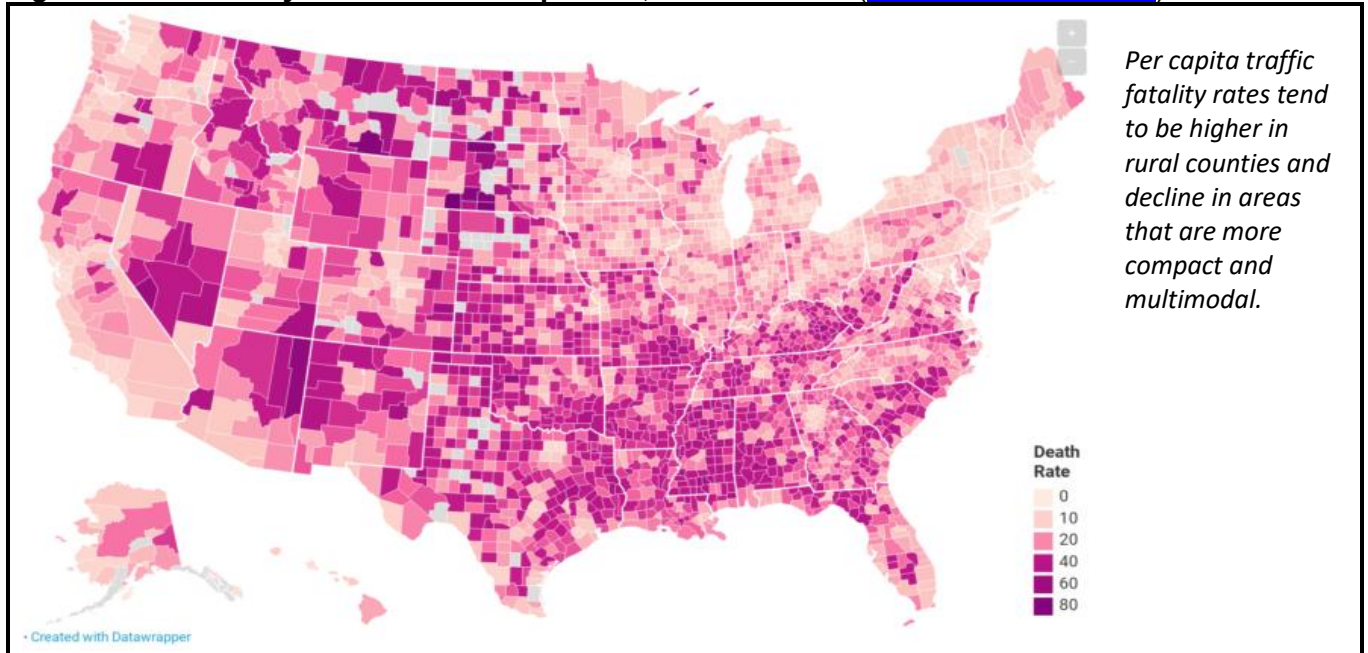 +
−
Per capita traffic
fatality rates tend
to be higher in
rural counties and
decline in areas
that are more
compact and
multimodal.
Death
Rate
0
10
20
40
60
80
• Created with Datawrapper